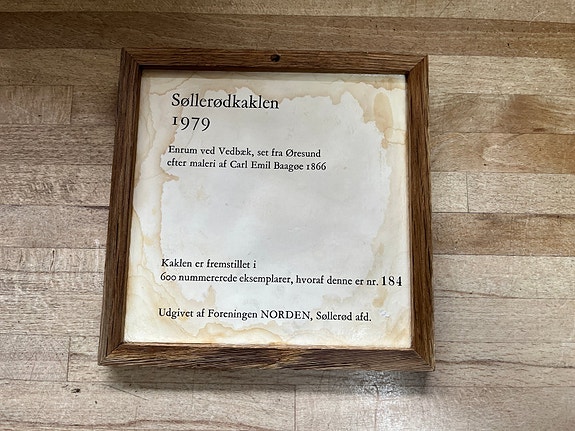 Søllerødkaklen
1979
Enrum ved Vedbæk, set fra Øresund
efter maleri af Carl Emil Baagøe 1866
Kaklen er fremstillet i
600 nummererede eksemplarer, hvoraf denne er nr. 184
Udgivet af Foreningen NORDEN, Søllerød afd.